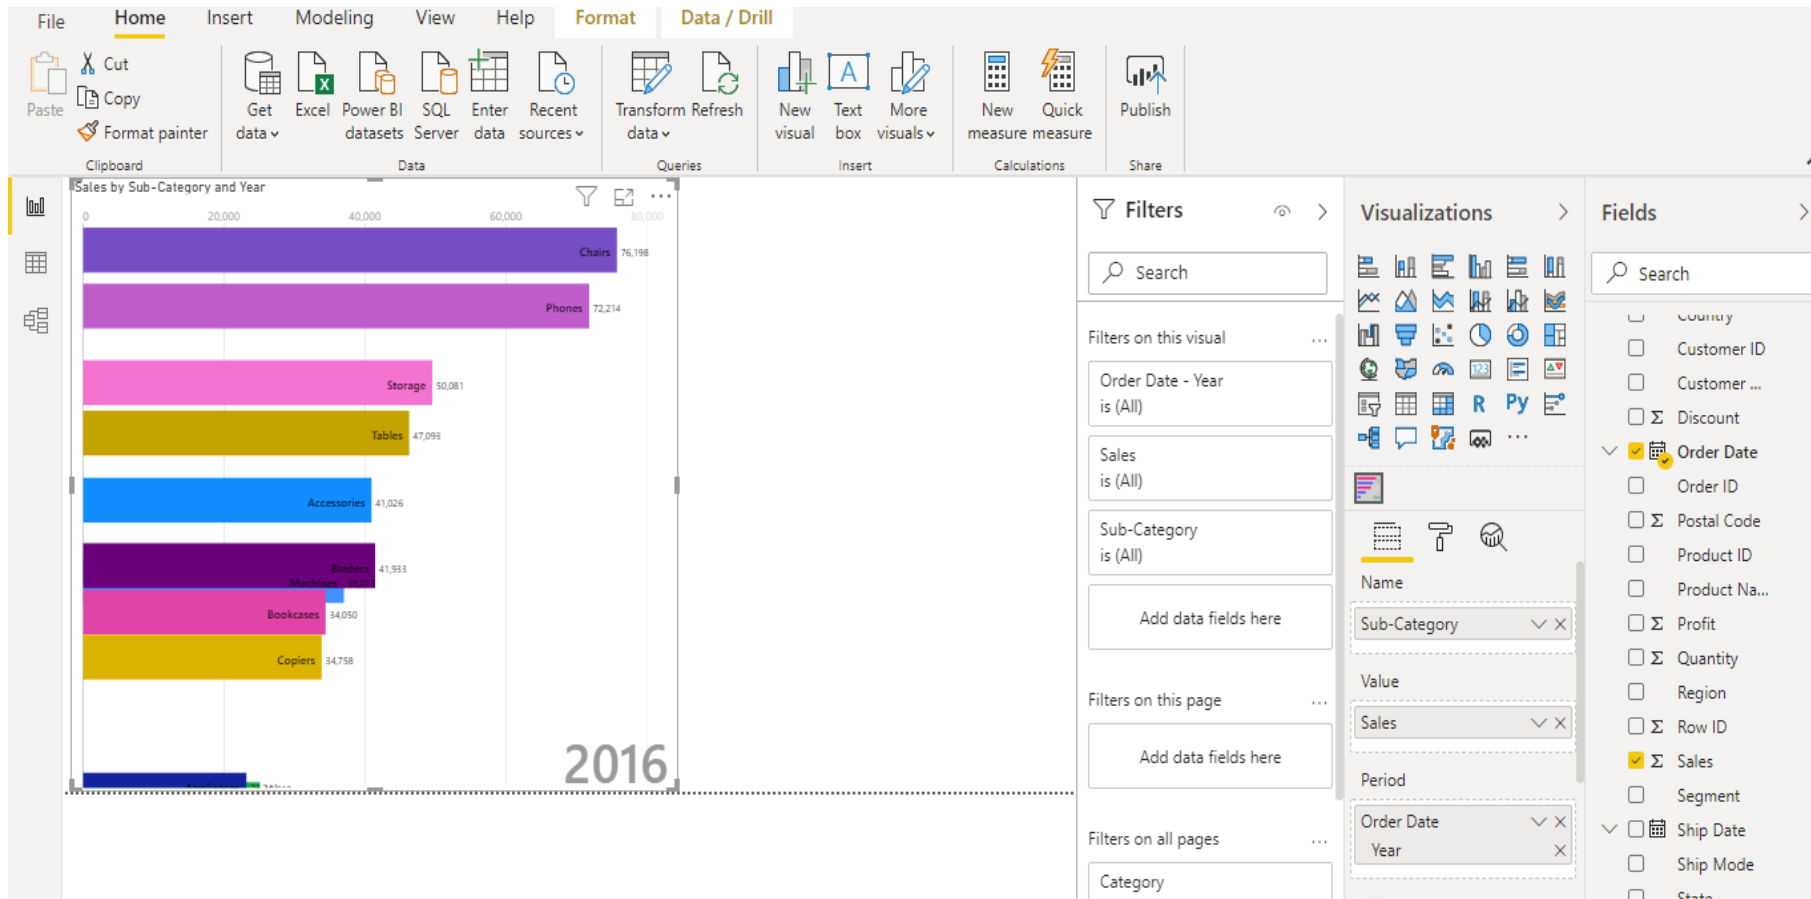 File Home Insert Modeling View Help Format Data / Drill
Cut
Copy
Format painter
Paste
Clipboard
Get data
Excel
Power BI datasets
SQL Server
Enter data
Recent sources
Data
Transform data
Refresh
Queries
New visual
Text box
More visuals
Insert
New measure
Quick measure
Calculations
Publish
Share
Sales by Sub-Category and Year
0 20,000 40,000 60,000 80,000
Chairs 76,198
Phones 72,214
Storage 50,081
Tables 47,093
Accessories 41,026
Binders 41,933
Machines
Bookcases 34,050
Copiers 34,758
2016
Filters
Search
Filters on this visual ...
Order Date - Year
is (All)
Sales
is (All)
Sub-Category
is (All)
Add data fields here
Filters on this page ...
Add data fields here
Filters on all pages ...
Category
Visualizations
123
R Py
...
Name
Sub-Category
Value
Sales
Period
Order Date
Year
Fields
Search
Country
Customer ID
Customer ...
Σ Discount
Order Date
Order ID
Σ Postal Code
Product ID
Product Na...
Σ Profit
Σ Quantity
Region
Σ Row ID
Σ Sales
Segment
Ship Date
Ship Mode
State